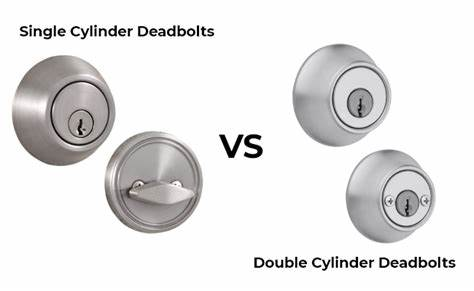 Single Cylinder Deadbolts
VS
Double Cylinder Deadbolts